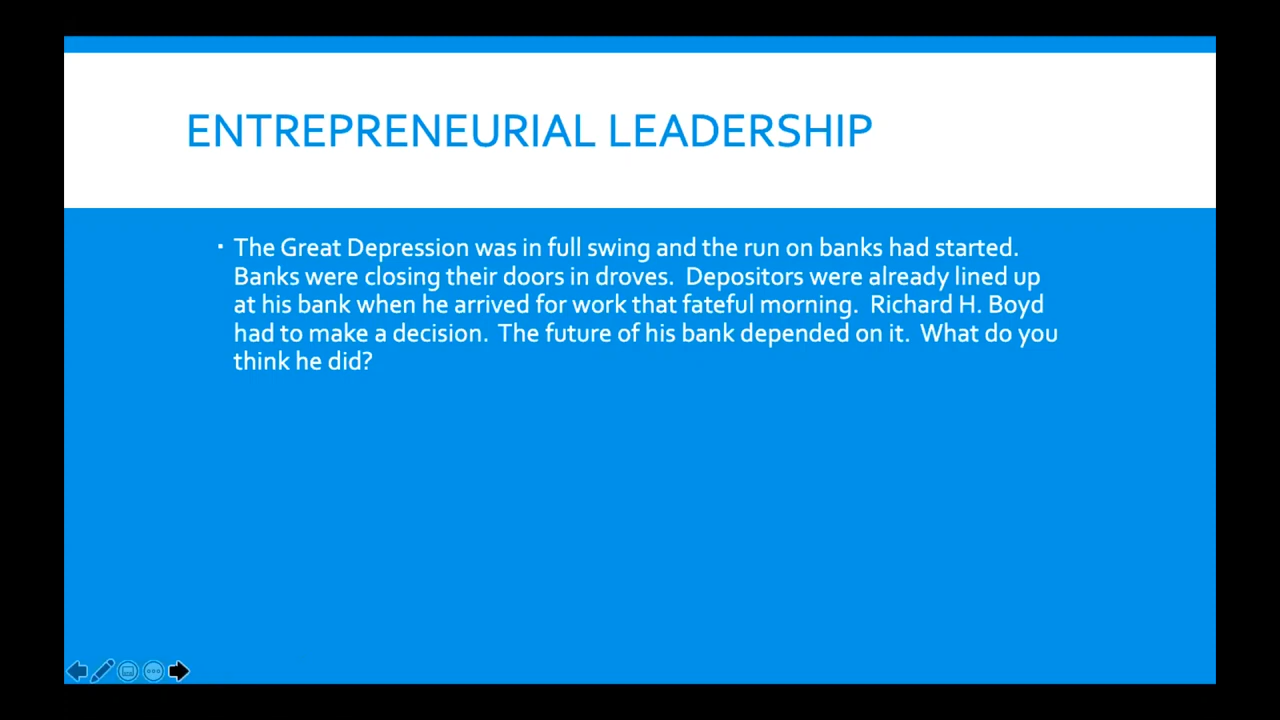 ENTREPRENEURIAL LEADERSHIP
▪ The Great Depression was in full swing and the run on banks had started.
Banks were closing their doors in droves.  Depositors were already lined up
at his bank when he arrived for work that fateful morning.  Richard H. Boyd
had to make a decision.  The future of his bank depended on it.  What do you
think he did?